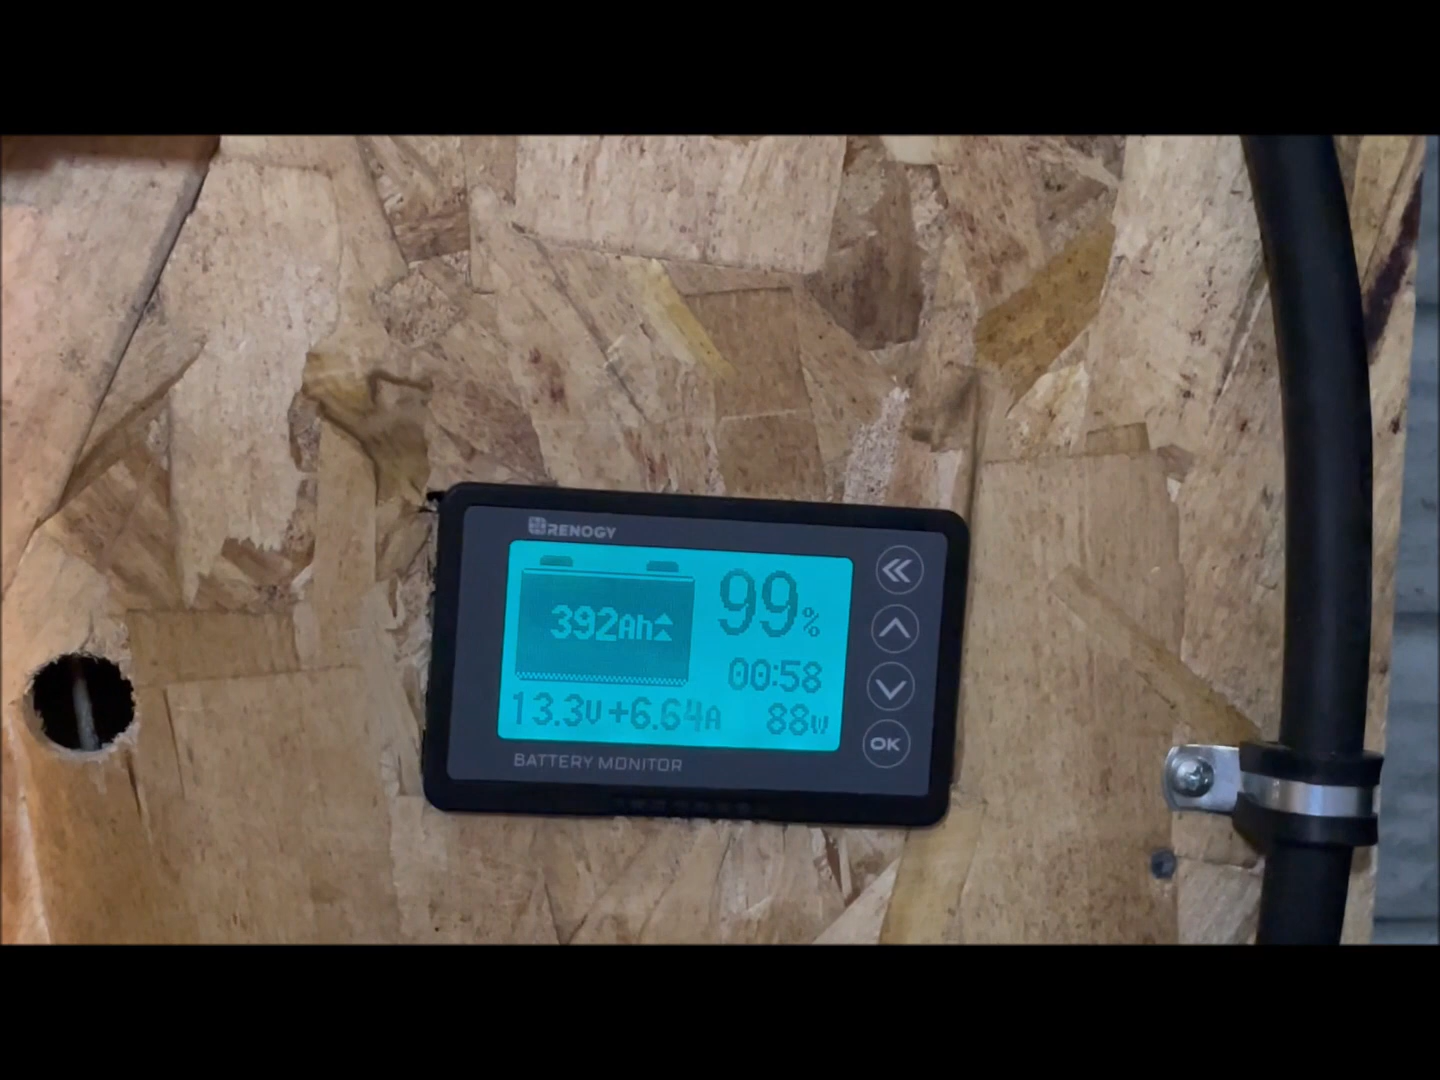 RENOGY
392Ah
99%
00:58
13.3V +6.64A 88W
BATTERY MONITOR
OK